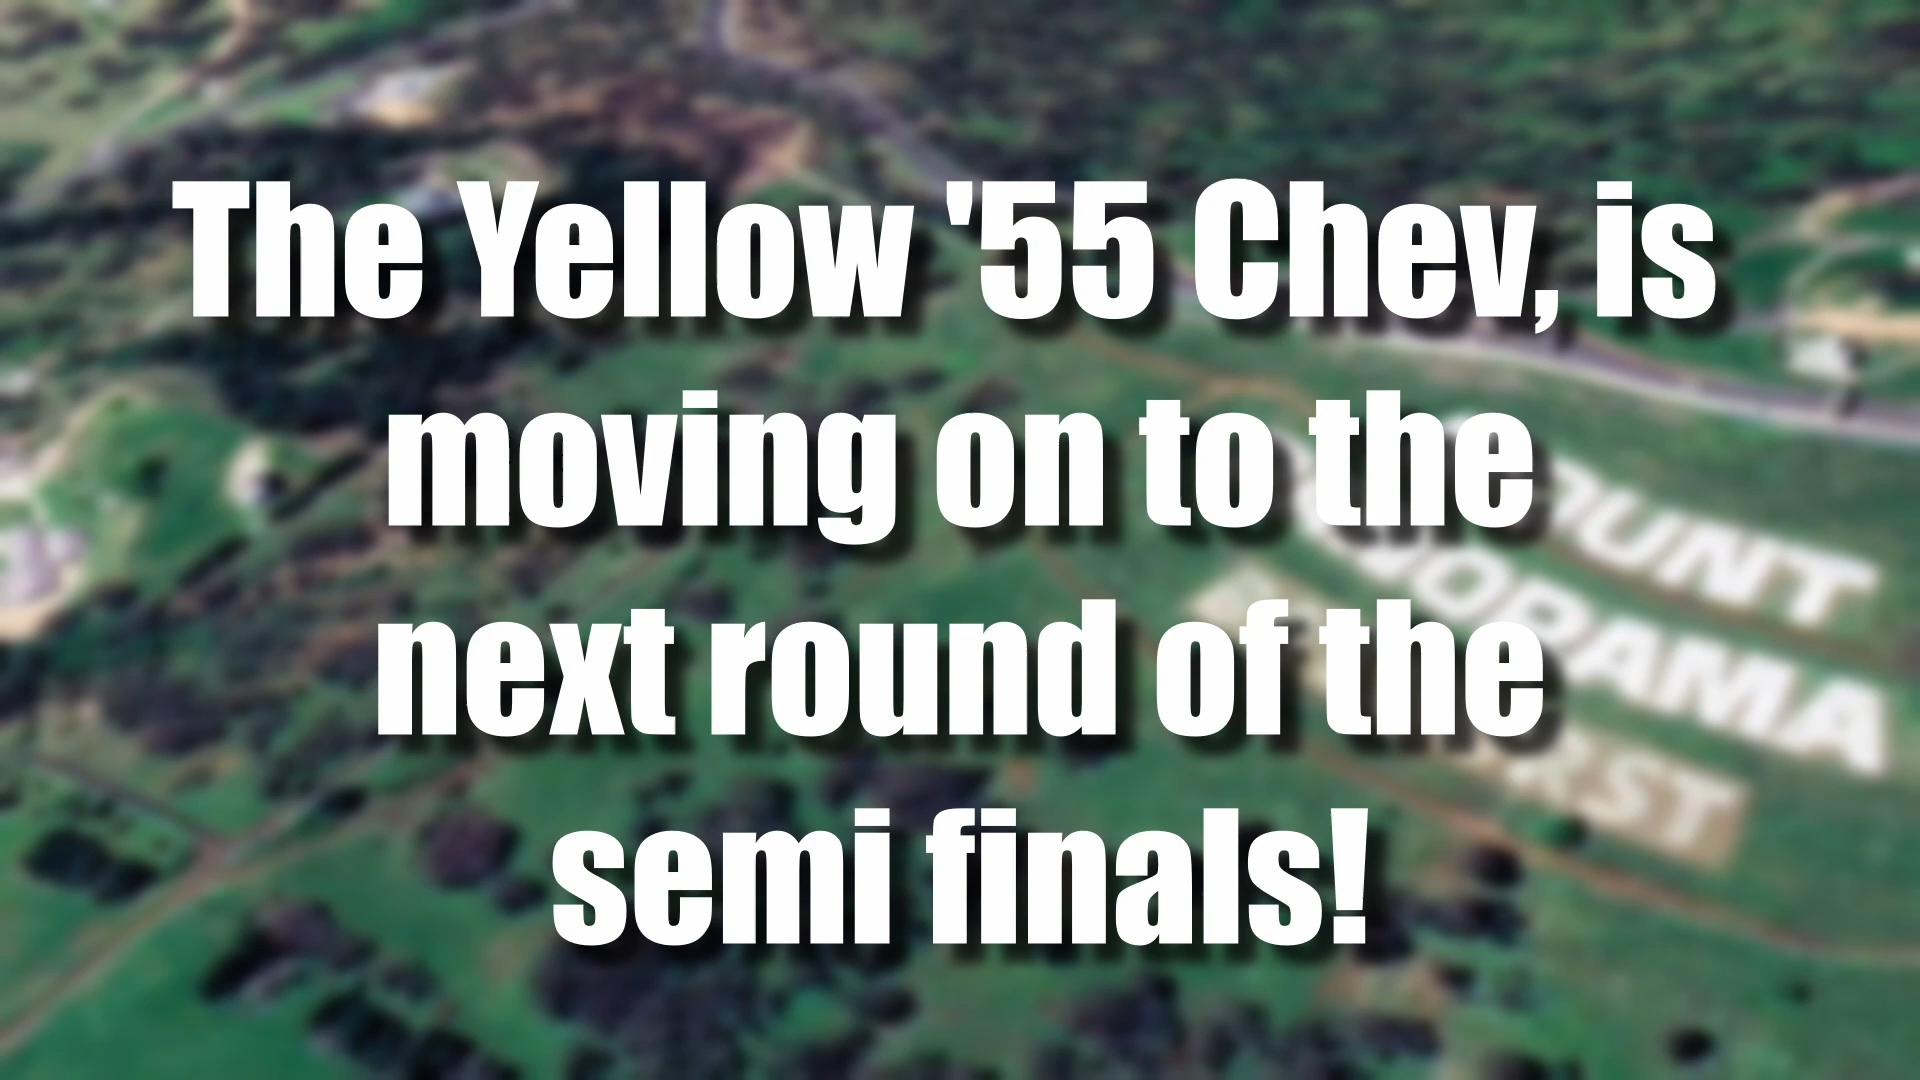 The Yellow '55 Chev, is
moving on to the
next round of the
semi finals!